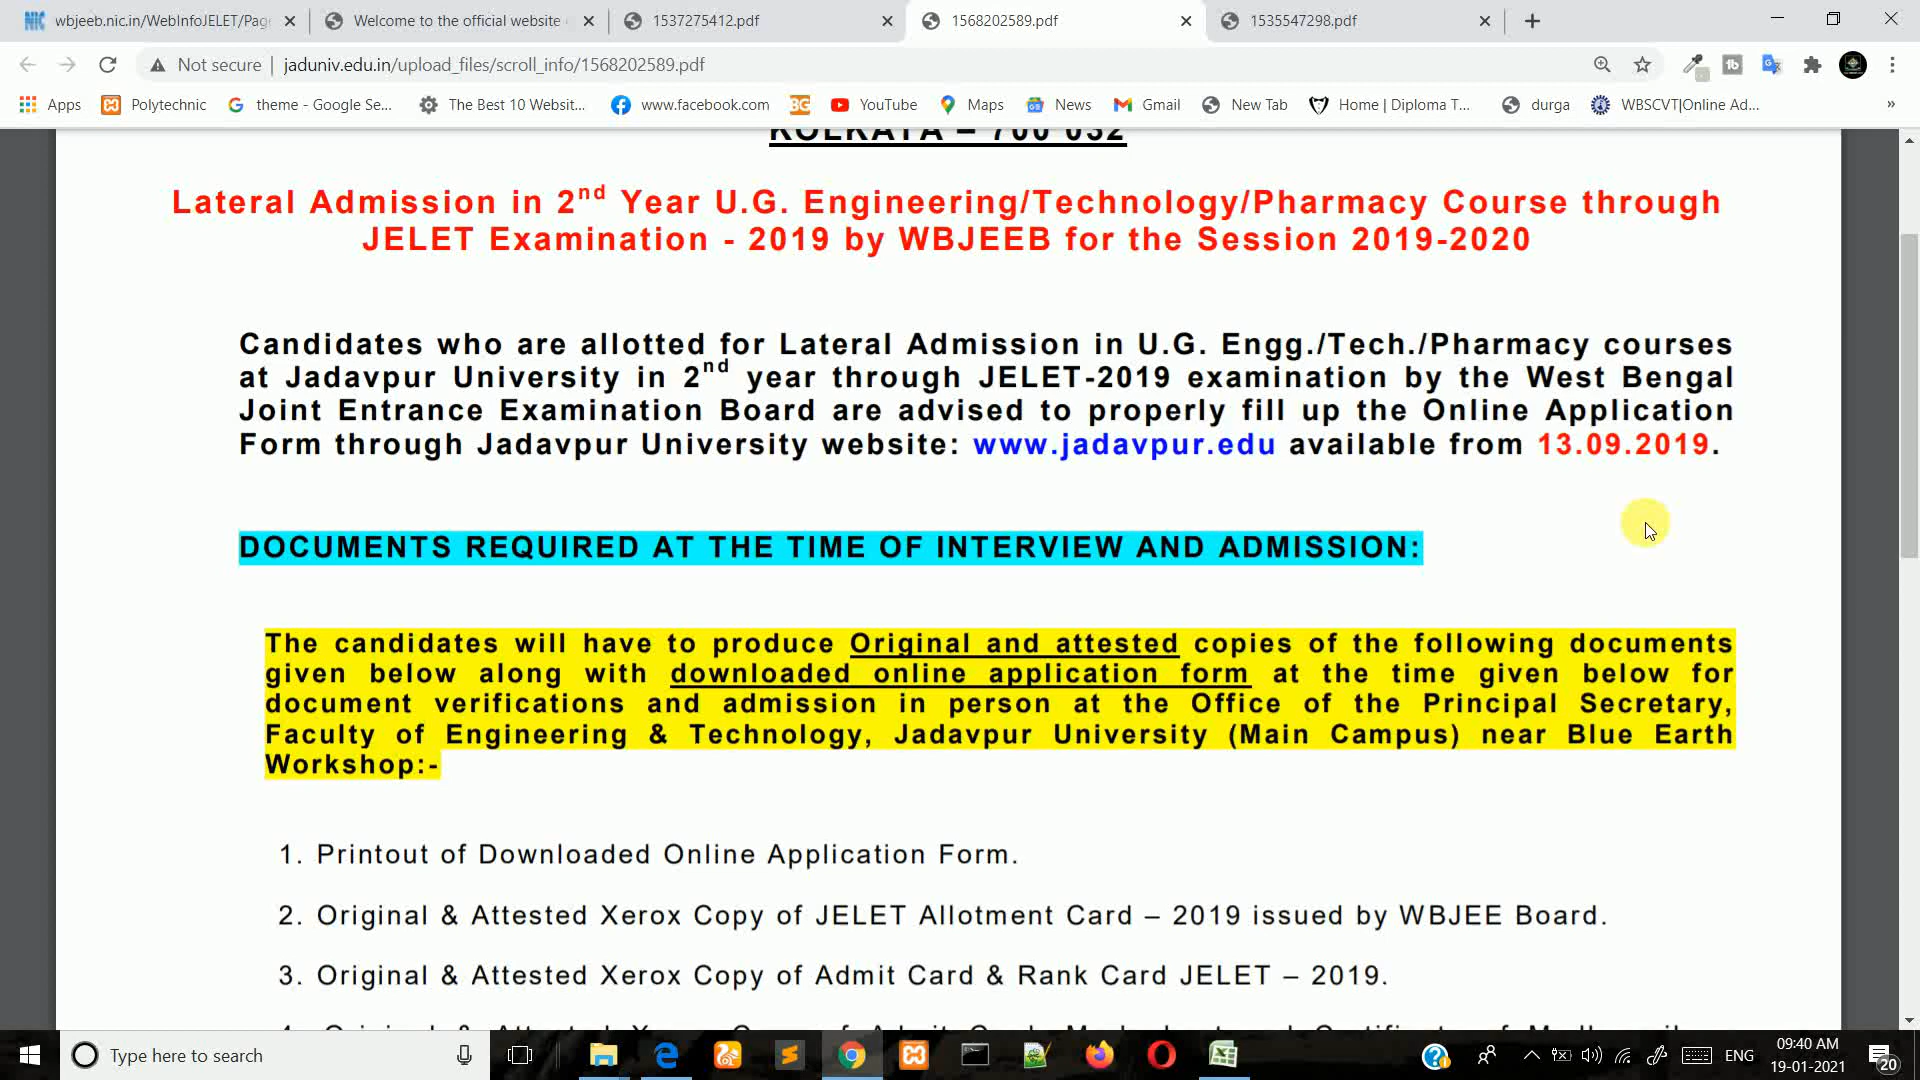 wbjeeb.nic.in/WebInfoJELET/Pag
Welcome to the official website
1537275412.pdf
1568202589.pdf
1535547298.pdf
Not secure | jaduniv.edu.in/upload_files/scroll_info/1568202589.pdf
Apps
Polytechnic
theme - Google Se...
The Best 10 Websit...
www.facebook.com
YouTube
Maps
News
Gmail
New Tab
Home | Diploma T...
durga
WBSCVT|Online Ad...
KOLKATA – 700 032
Lateral Admission in 2nd Year U.G. Engineering/Technology/Pharmacy Course through
JELET Examination - 2019 by WBJEEB for the Session 2019-2020
Candidates who are allotted for Lateral Admission in U.G. Engg./Tech./Pharmacy courses
at Jadavpur University in 2nd year through JELET-2019 examination by the West Bengal
Joint Entrance Examination Board are advised to properly fill up the Online Application
Form through Jadavpur University website: www.jadavpur.edu available from 13.09.2019.
DOCUMENTS REQUIRED AT THE TIME OF INTERVIEW AND ADMISSION:
The candidates will have to produce Original and attested copies of the following documents
given below along with downloaded online application form at the time given below for
document verifications and admission in person at the Office of the Principal Secretary,
Faculty of Engineering & Technology, Jadavpur University (Main Campus) near Blue Earth
Workshop:-
1. Printout of Downloaded Online Application Form.
2. Original & Attested Xerox Copy of JELET Allotment Card – 2019 issued by WBJEE Board.
3. Original & Attested Xerox Copy of Admit Card & Rank Card JELET – 2019.
Type here to search
ENG
09:40 AM
19-01-2021
20